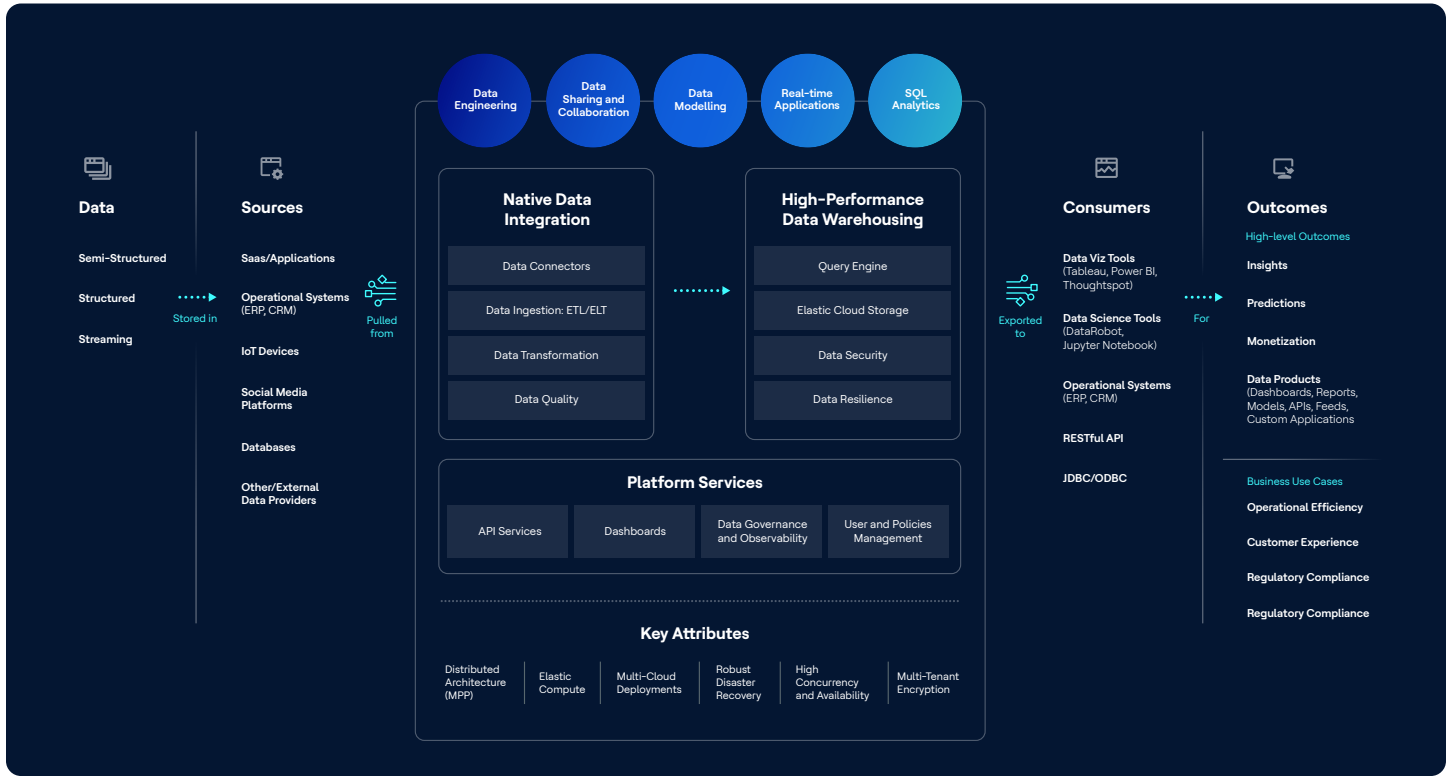 Data
Engineering
Data
Sharing and
Collaboration
Data
Modelling
Real-time
Applications
SQL
Analytics
Data
Semi-Structured
Structured
Streaming
Stored in
Sources
Saas/Applications
Operational Systems
(ERP, CRM)
IoT Devices
Social Media
Platforms
Databases
Other/External
Data Providers
Pulled
from
Native Data
Integration
Data Connectors
Data Ingestion: ETL/ELT
Data Transformation
Data Quality
High-Performance
Data Warehousing
Query Engine
Elastic Cloud Storage
Data Security
Data Resilience
Platform Services
API Services
Dashboards
Data Governance
and Observability
User and Policies
Management
Key Attributes
Distributed
Architecture
(MPP)
Elastic
Compute
Multi-Cloud
Deployments
Robust
Disaster
Recovery
High
Concurrency
and Availability
Multi-Tenant
Encryption
Exported
to
Consumers
Data Viz Tools
(Tableau, Power BI,
Thoughtspot)
Data Science Tools
(DataRobot,
Jupyter Notebook)
Operational Systems
(ERP, CRM)
RESTful API
JDBC/ODBC
For
Outcomes
High-level Outcomes
Insights
Predictions
Monetization
Data Products
(Dashboards, Reports,
Models, APIs, Feeds,
Custom Applications
Business Use Cases
Operational Efficiency
Customer Experience
Regulatory Compliance
Regulatory Compliance